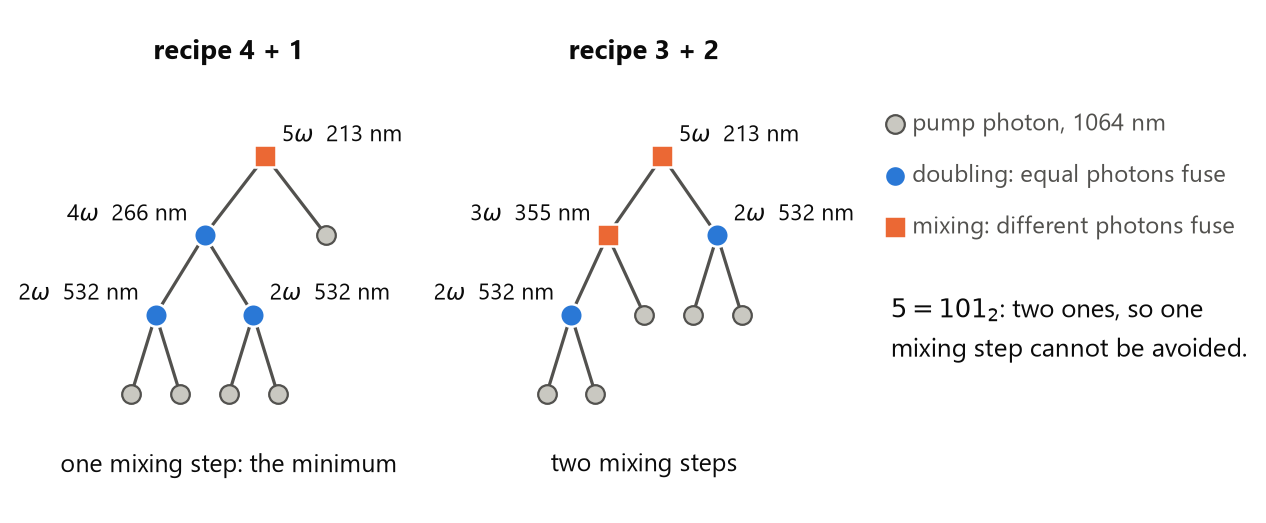 recipe 4 + 1
5ω 213 nm
4ω 266 nm
2ω 532 nm
2ω 532 nm
one mixing step: the minimum
recipe 3 + 2
5ω 213 nm
3ω 355 nm
2ω 532 nm
2ω 532 nm
two mixing steps
pump photon, 1064 nm
doubling: equal photons fuse
mixing: different photons fuse
5 = 101₂: two ones, so one
mixing step cannot be avoided.